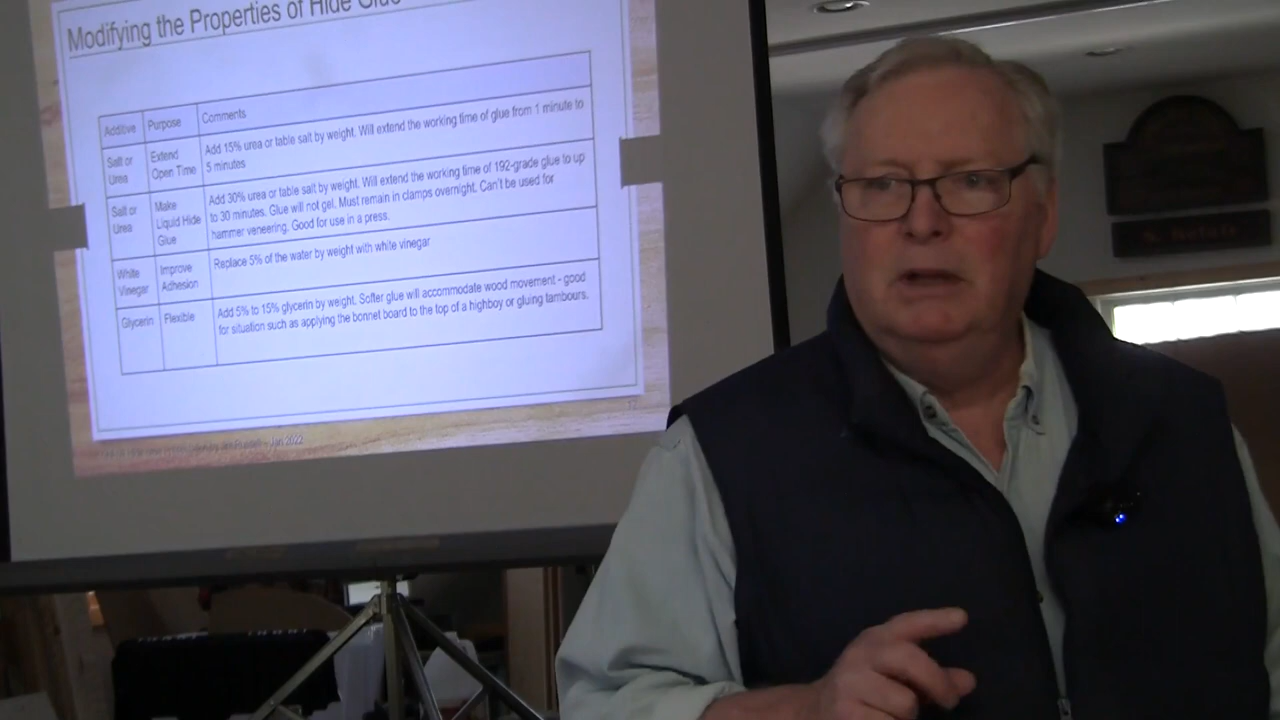 Modifying the Properties of Hide Glue
Additive Purpose Comments
Salt or
Urea
Extend
Open Time
Add 15% urea or table salt by weight. Will extend the working time of glue from 1 minute to
5 minutes
Salt or
Urea
Make
Liquid Hide
Glue
Add 30% urea or table salt by weight. Will extend the working time of 192-grade glue to up
to 30 minutes. Glue will not gel. Must remain in clamps overnight. Can't be used for
hammer veneering. Good for use in a press.
White
Vinegar
Improve
Adhesion
Replace 5% of the water by weight with white vinegar
Glycerin
Flexible
Add 5% to 15% glycerin by weight. Softer glue will accommodate wood movement - good
for situation such as applying the bonnet board to the top of a highboy or gluing tambours.
Jan 2022